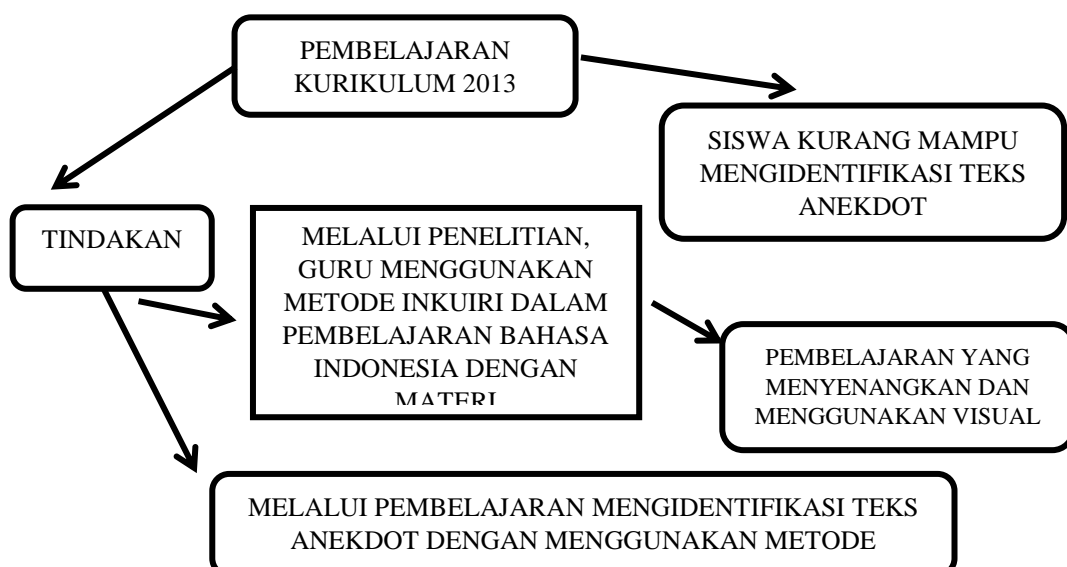 PEMBELAJARAN
KURIKULUM 2013
SISWA KURANG MAMPU
MENGIDENTIFIKASI TEKS
ANEKDOT
TINDAKAN
MELALUI PENELITIAN,
GURU MENGGUNAKAN
METODE INKUIRI DALAM
PEMBELAJARAN BAHASA
INDONESIA DENGAN
MATERI
PEMBELAJARAN YANG
MENYENANGKAN DAN
MENGGUNAKAN VISUAL
MELALUI PEMBELAJARAN MENGIDENTIFIKASI TEKS
ANEKDOT DENGAN MENGGUNAKAN METODE